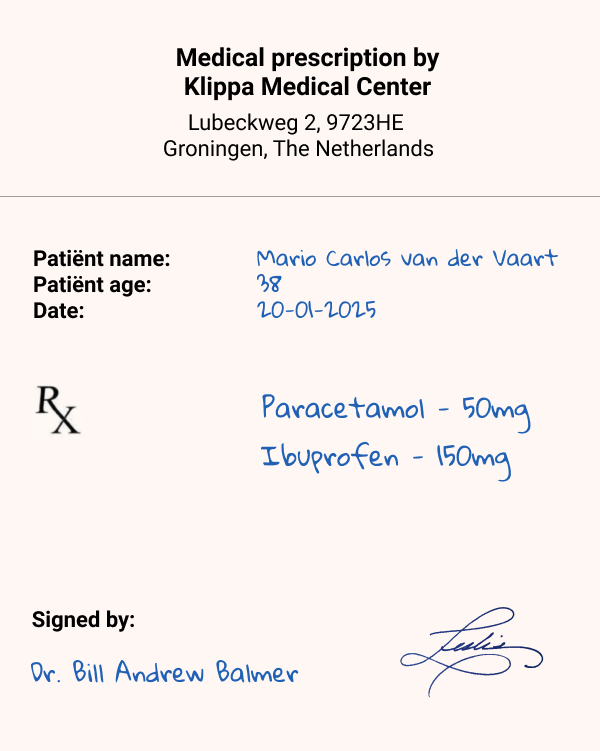 Medical prescription by
Klippa Medical Center
Lubeckweg 2, 9723HE
Groningen, The Netherlands
Patiënt name: Mario Carlos van der Vaart
Patiënt age: 38
Date: 20-01-2025
Rx
Paracetamol - 50mg
Ibuprofen - 150mg
Signed by:
Leslie
Dr. Bill Andrew Balmer